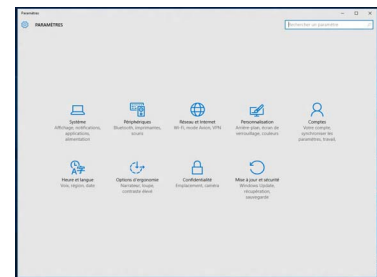 Paramètres
PARAMÈTRES
Rechercher un paramètre
Système
Affichage, notifications,
applications,
alimentation
Périphériques
Bluetooth, imprimantes,
souris
Réseau et Internet
Wi-Fi, mode Avion, VPN
Personnalisation
Arrière-plan, écran de
verrouillage, couleurs
Comptes
Votre compte,
synchroniser les
paramètres, travail
Heure et langue
Voix, région, date
Options d'ergonomie
Narrateur, loupe,
contraste élevé
Confidentialité
Emplacement, caméra
Mise à jour et sécurité
Windows Update,
récupération,
sauvegarde